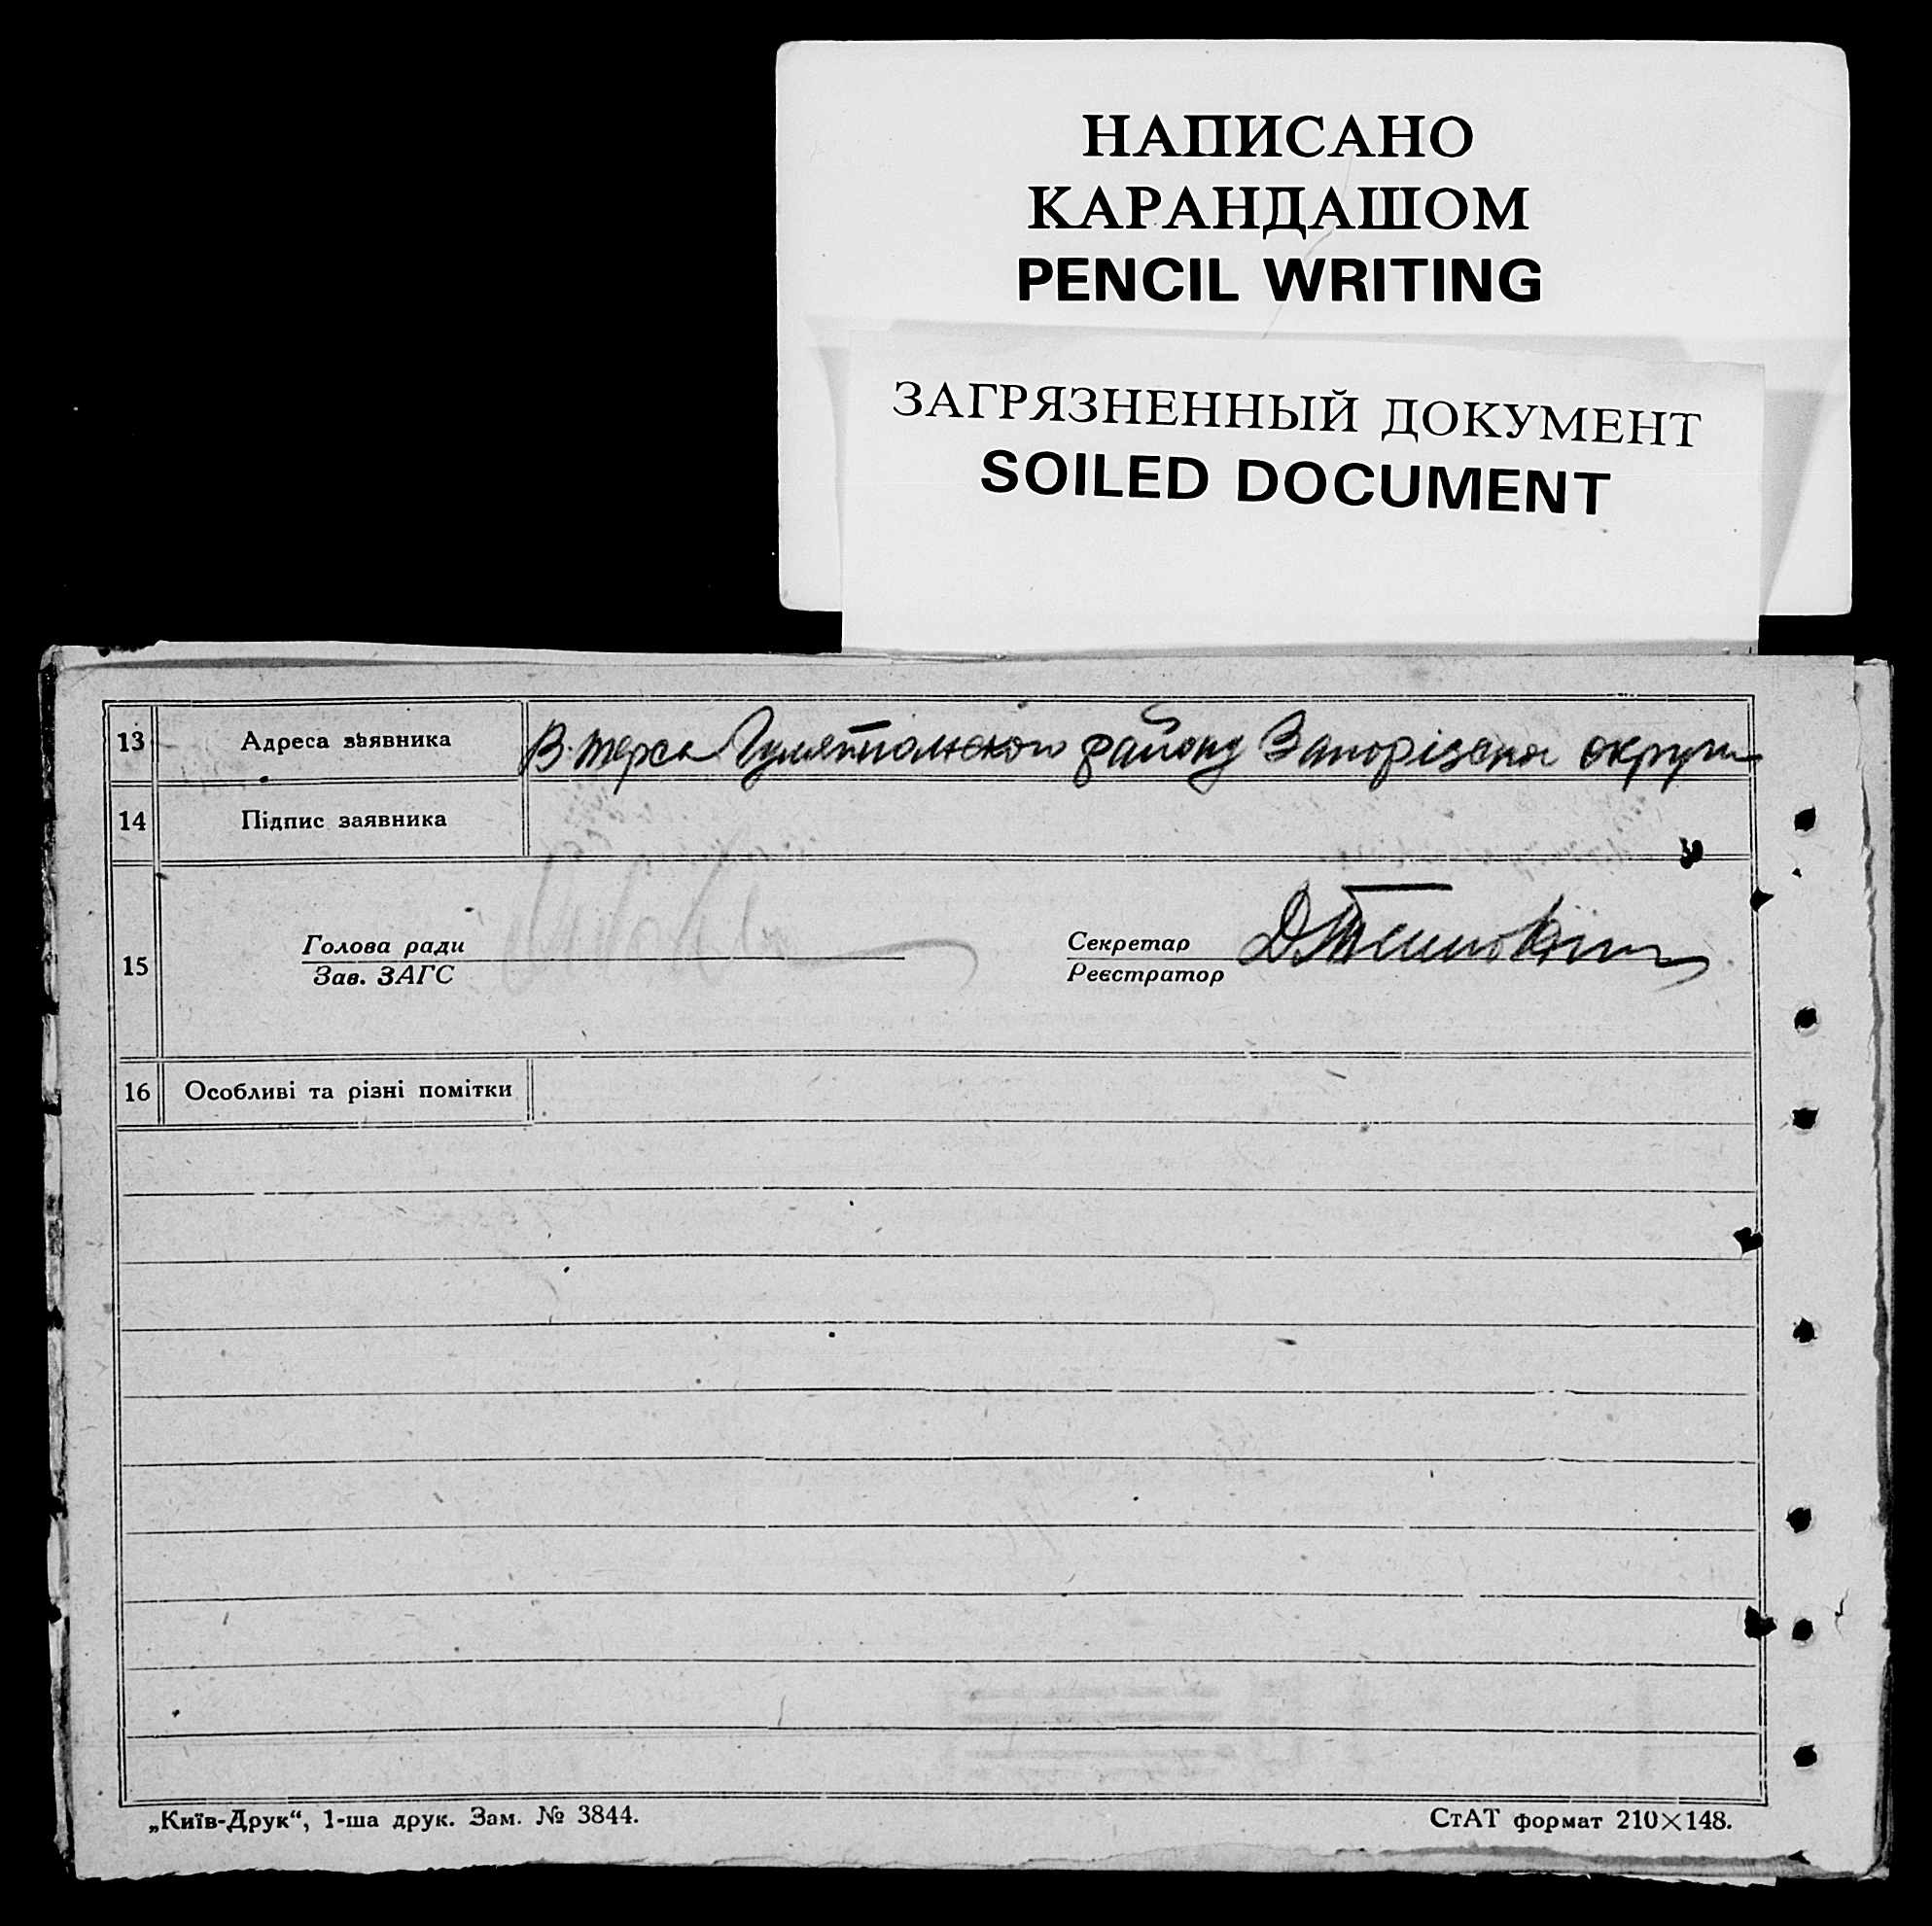 НАПИСАНО
КАРАНДАШОМ
PENCIL WRITING
ЗАГРЯЗНЕННЫЙ ДОКУМЕНТ
SOILED DOCUMENT
13 Адреса заявника В. Терса Гуляйпольского району Запорізької округи
14 Підпис заявника
15 Голова ради Секретар
Зав. ЗАГС Реєстратор
16 Особливі та різні помітки
„Київ-Друк“, 1-ша друк. Зам. № 3844. СтАТ формат 210×148.